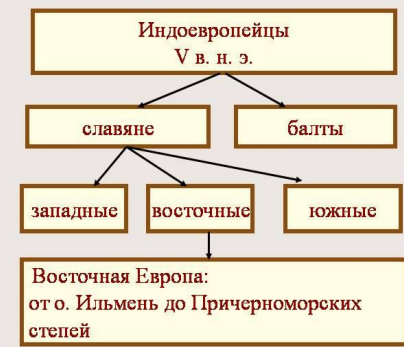 Индоевропейцы
V в. н. э.
славяне
балты
западные
восточные
южные
Восточная Европа:
от о. Ильмень до Причерноморских
степей